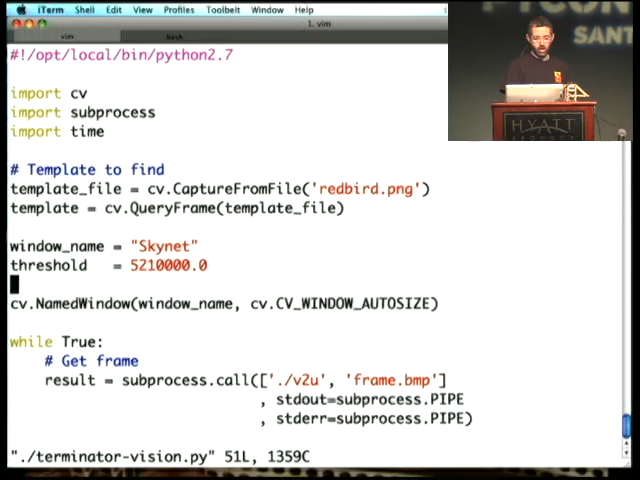 iTerm Shell Edit View Profiles Toolbelt Window Help
1. vim
vim bash
#!/opt/local/bin/python2.7
import cv
import subprocess
import time
# Template to find
template_file = cv.CaptureFromFile('redbird.png')
template = cv.QueryFrame(template_file)
window_name = "Skynet"
threshold   = 5210000.0
cv.NamedWindow(window_name, cv.CV_WINDOW_AUTOSIZE)
while True:
    # Get frame
    result = subprocess.call(['./v2u', 'frame.bmp']
                             , stdout=subprocess.PIPE
                             , stderr=subprocess.PIPE)
"./terminator-vision.py" 51L, 1359C
SANT
HYATT